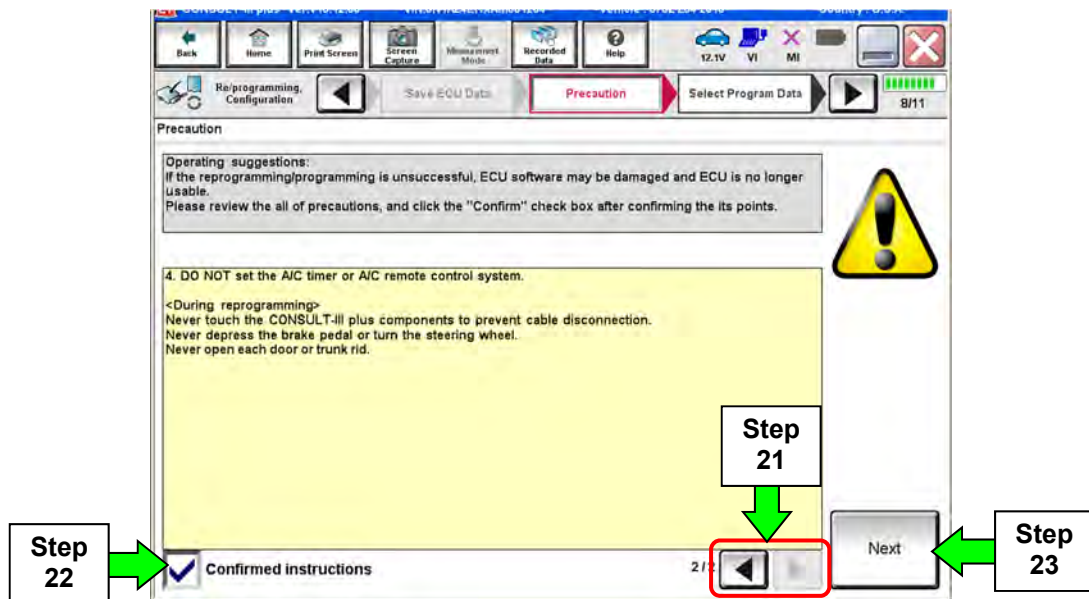 Back
Home
Print Screen
Screen Capture
Measurement Mode
Recorded Data
Help
12.1V
VI
MI
Re/programming, Configuration
Save ECU Data
Precaution
Select Program Data
8/11
Precaution
Operating suggestions:
If the reprogramming/programming is unsuccessful, ECU software may be damaged and ECU is no longer
usable.
Please review the all of precautions, and click the "Confirm" check box after confirming the its points.
4. DO NOT set the A/C timer or A/C remote control system.
<During reprogramming>
Never touch the CONSULT-III plus components to prevent cable disconnection.
Never depress the brake pedal or turn the steering wheel.
Never open each door or trunk rid.
Step
21
Step
22
Confirmed instructions
2/2
Next
Step
23